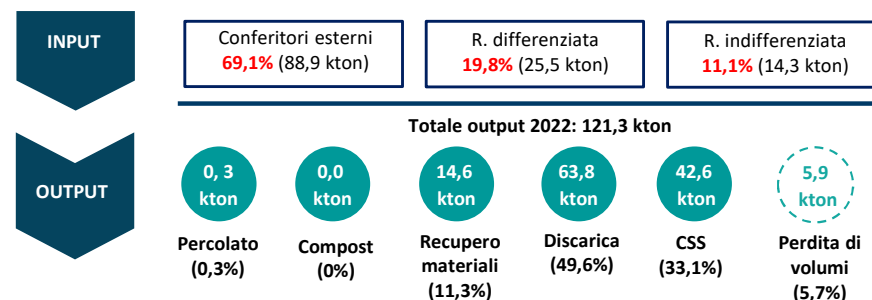 INPUT
Conferitori esterni
69,1% (88,9 kton)
R. differenziata
19,8% (25,5 kton)
R. indifferenziata
11,1% (14,3 kton)
Totale output 2022: 121,3 kton
OUTPUT
0, 3
kton
Percolato
(0,3%)
0,0
kton
Compost
(0%)
14,6
kton
Recupero
materiali
(11,3%)
63,8
kton
Discarica
(49,6%)
42,6
kton
CSS
(33,1%)
5,9
kton
Perdita di
volumi
(5,7%)